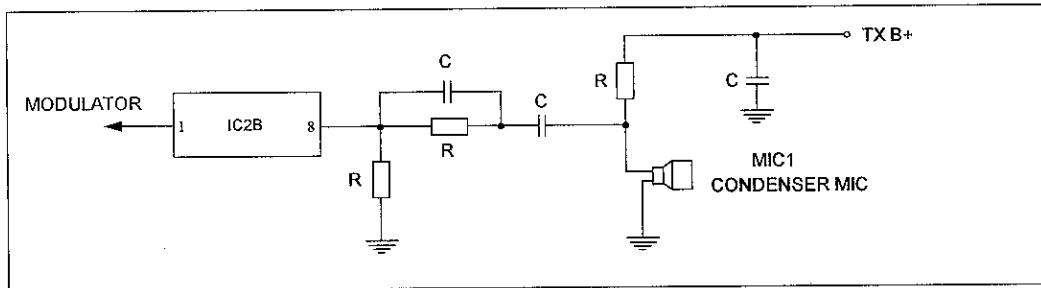 TX B+
C
R
C
C
MODULATOR
1 IC2B 8
R
R
MIC1
CONDENSER MIC